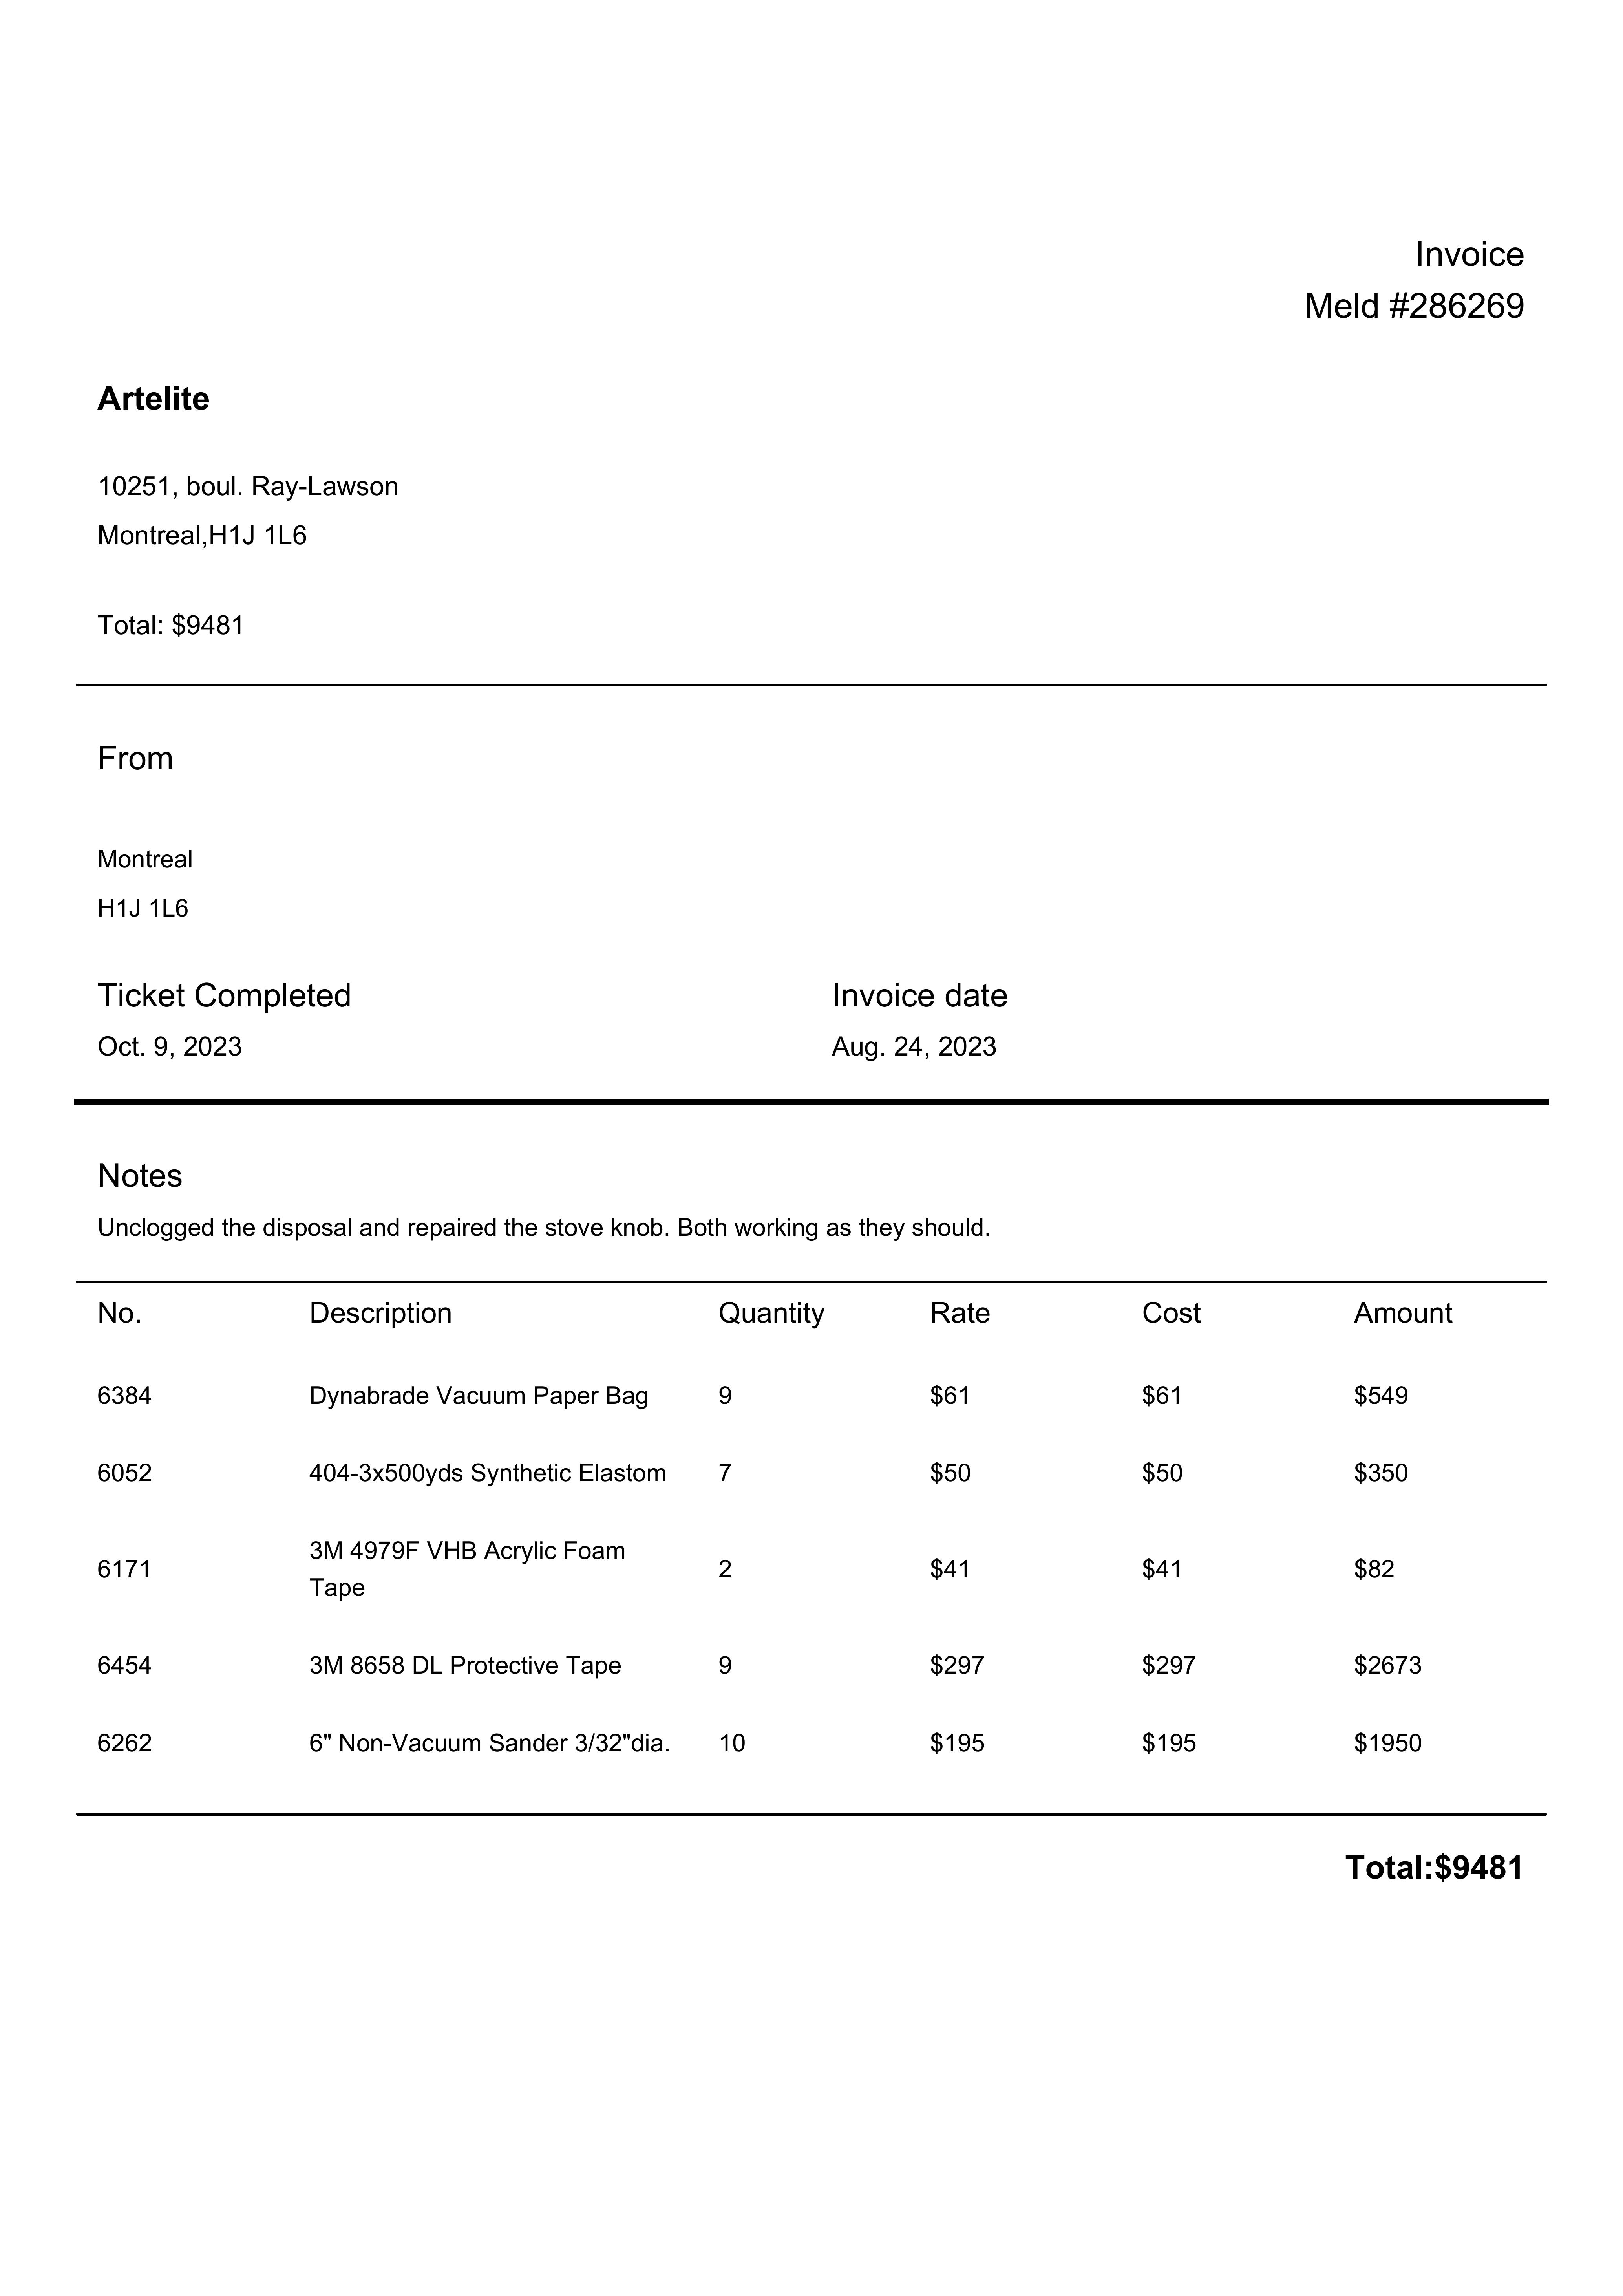 Invoice
Meld #286269
Artelite
10251, boul. Ray-Lawson
Montreal,H1J 1L6
Total: $9481
From
Montreal
H1J 1L6
Ticket Completed Invoice date
Oct. 9, 2023 Aug. 24, 2023
Notes
Unclogged the disposal and repaired the stove knob. Both working as they should.
No. Description Quantity Rate Cost Amount
6384 Dynabrade Vacuum Paper Bag 9 $61 $61 $549
6052 404-3x500yds Synthetic Elastom 7 $50 $50 $350
6171 3M 4979F VHB Acrylic Foam
Tape 2 $41 $41 $82
6454 3M 8658 DL Protective Tape 9 $297 $297 $2673
6262 6" Non-Vacuum Sander 3/32"dia. 10 $195 $195 $1950
Total:$9481